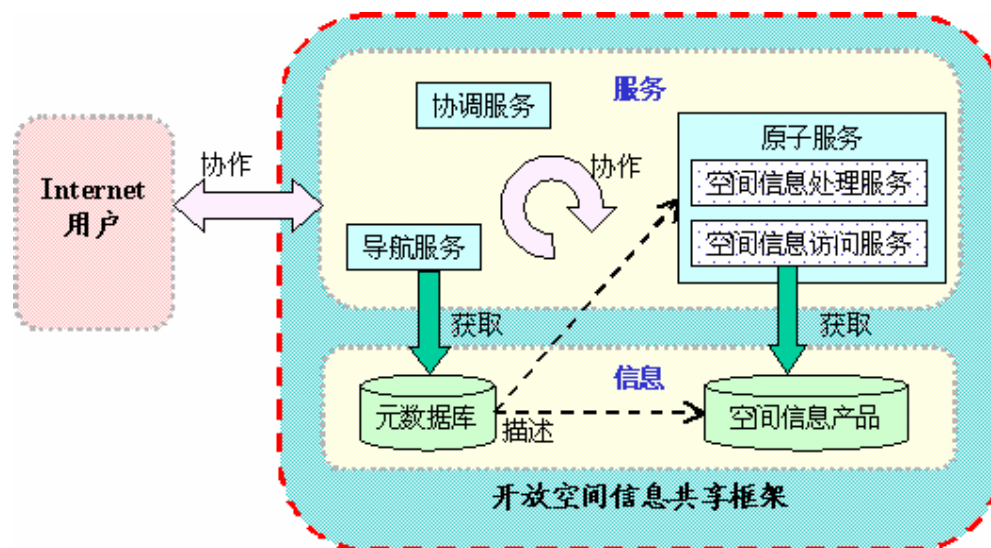 服务
协调服务
原子服务
协作
协作
空间信息处理服务
Internet
用户
空间信息访问服务
导航服务
获取
获取
信息
元数据库
空间信息产品
描述
开放空间信息共享框架